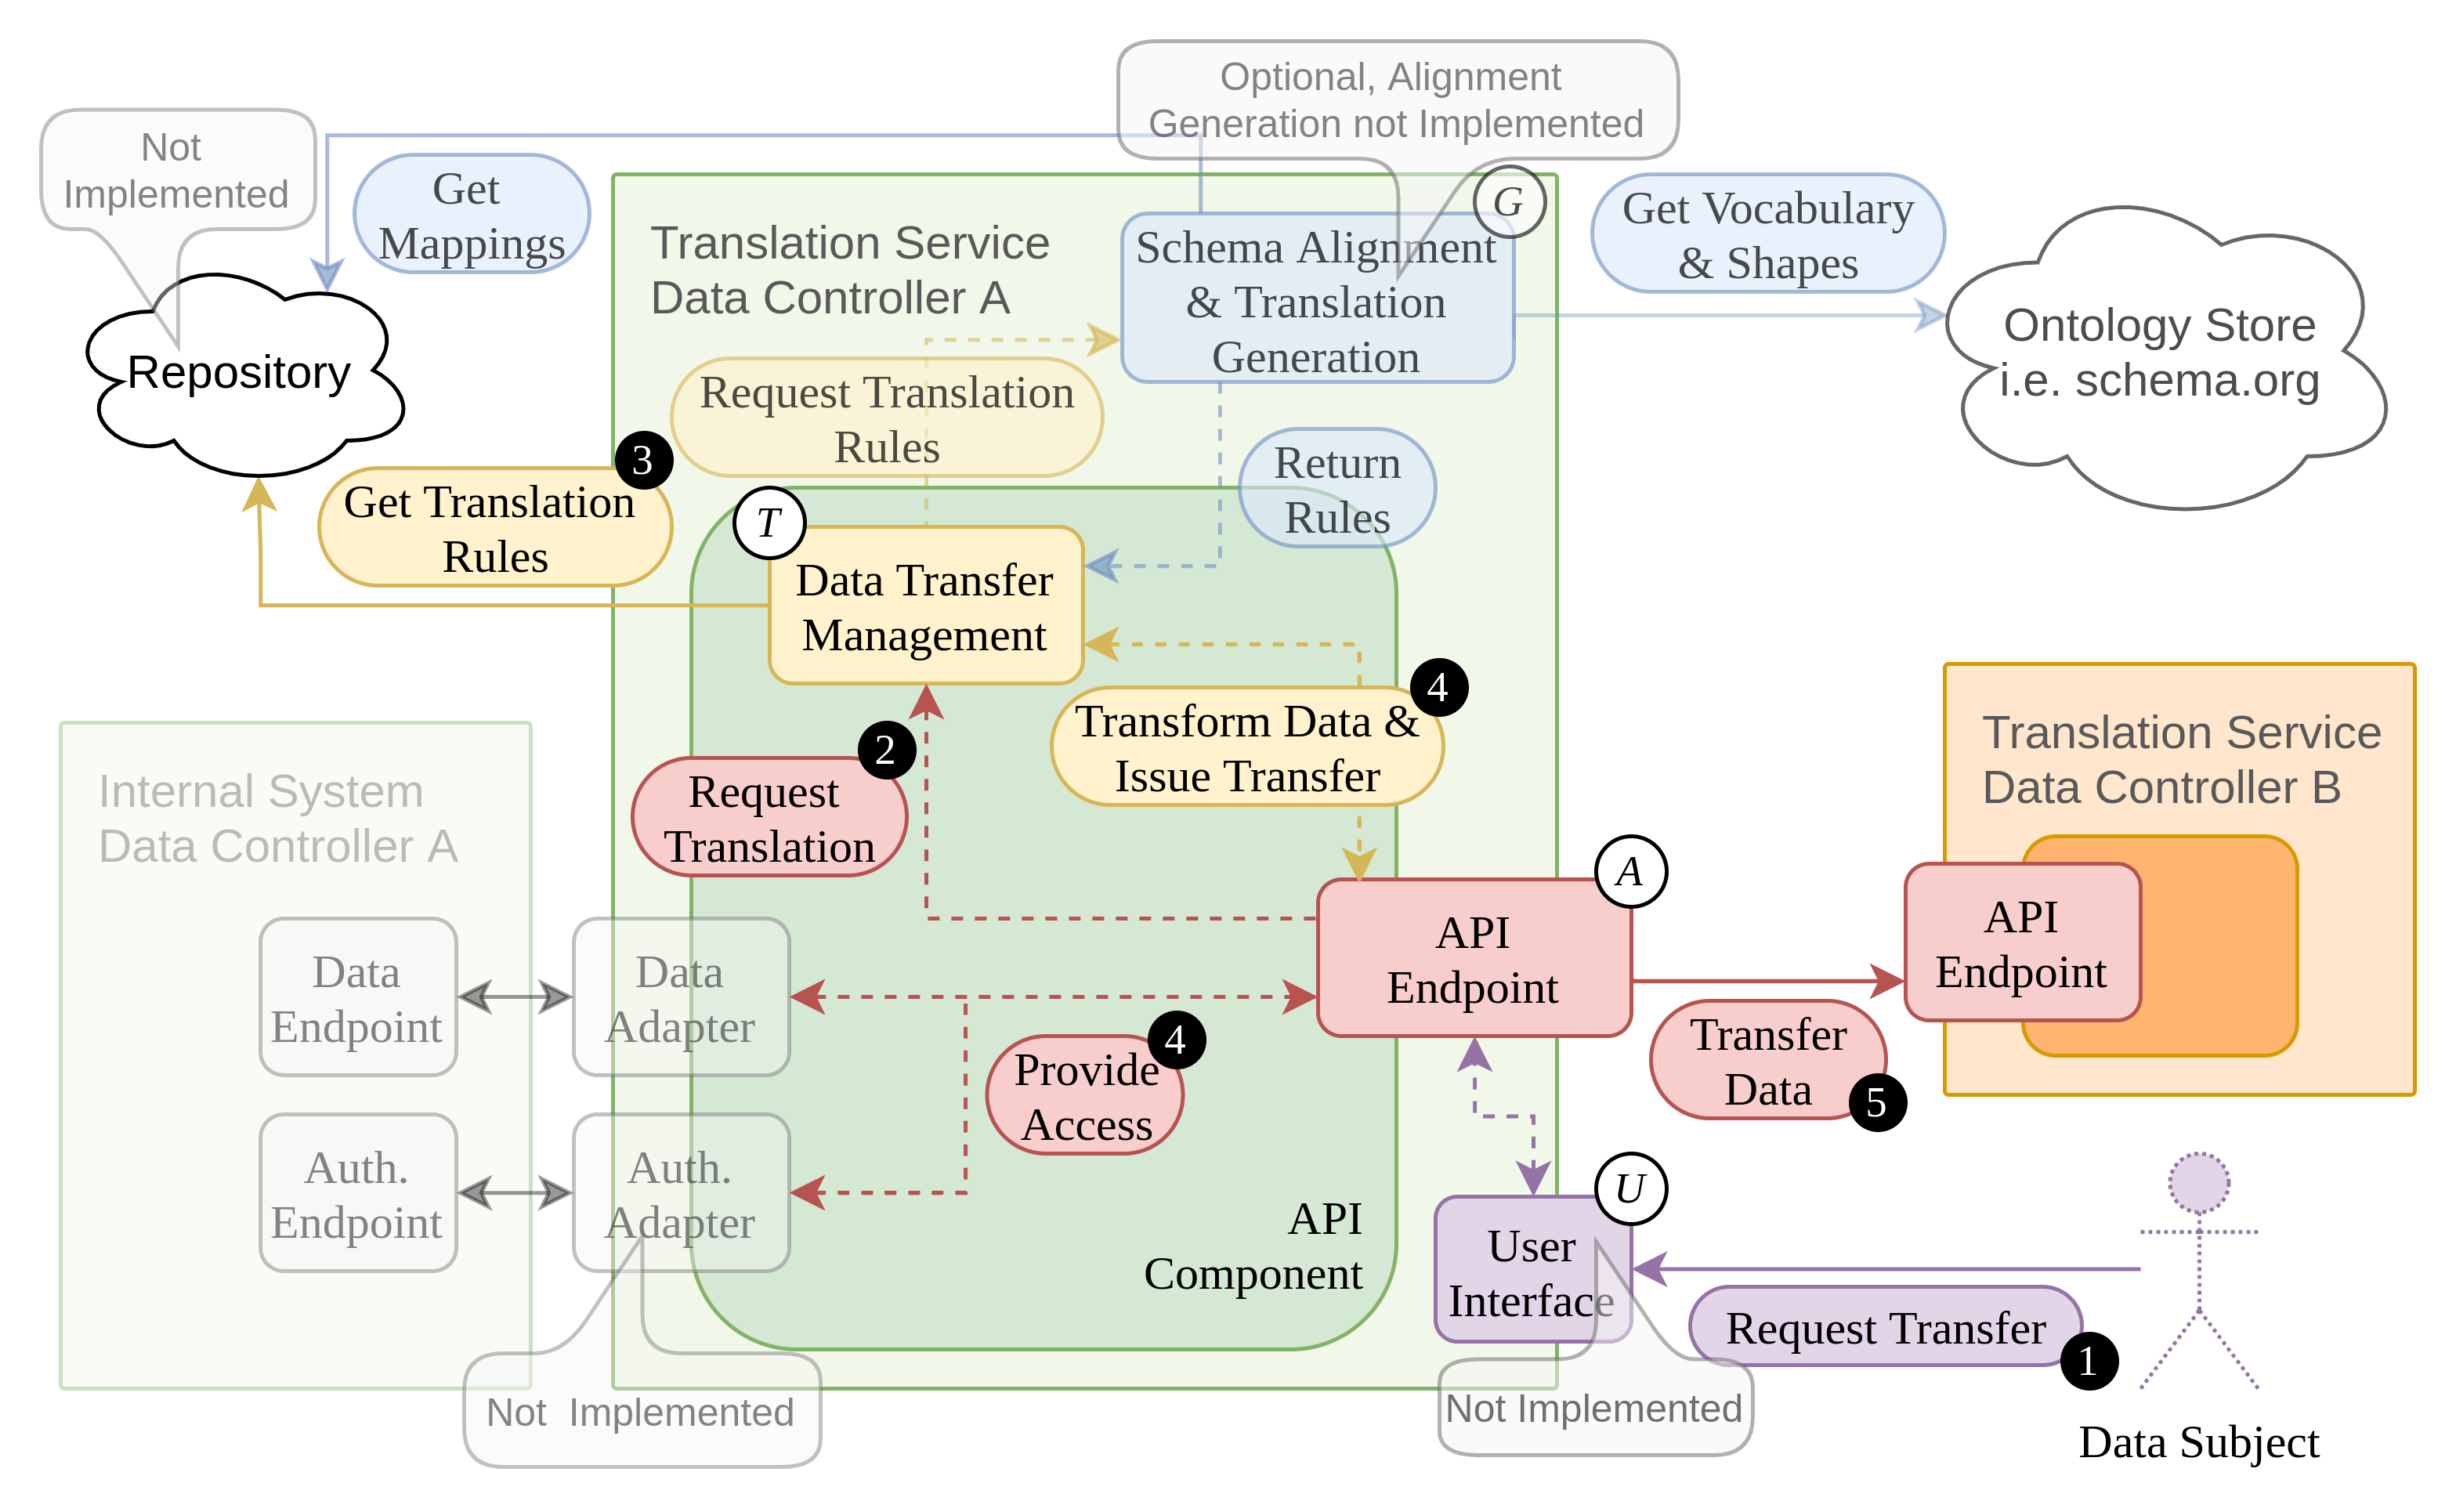 Optional, Alignment
Generation not Implemented
Not
Implemented
Get
Mappings
G
Get Vocabulary
& Shapes
Translation Service
Data Controller A
Schema Alignment
& Translation
Generation
Ontology Store
i.e. schema.org
Repository
Request Translation
Rules
3
Get Translation
Rules
Return
Rules
T
Data Transfer
Management
4
Transform Data &
Issue Transfer
2
Request
Translation
Translation Service
Data Controller B
Internal System
Data Controller A
A
API
Endpoint
API
Endpoint
Data
Endpoint
Data
Adapter
4
Provide
Access
Transfer
Data
5
Auth.
Endpoint
Auth.
Adapter
API
Component
U
User
Interface
Request Transfer
1
Not Implemented
Not Implemented
Data Subject